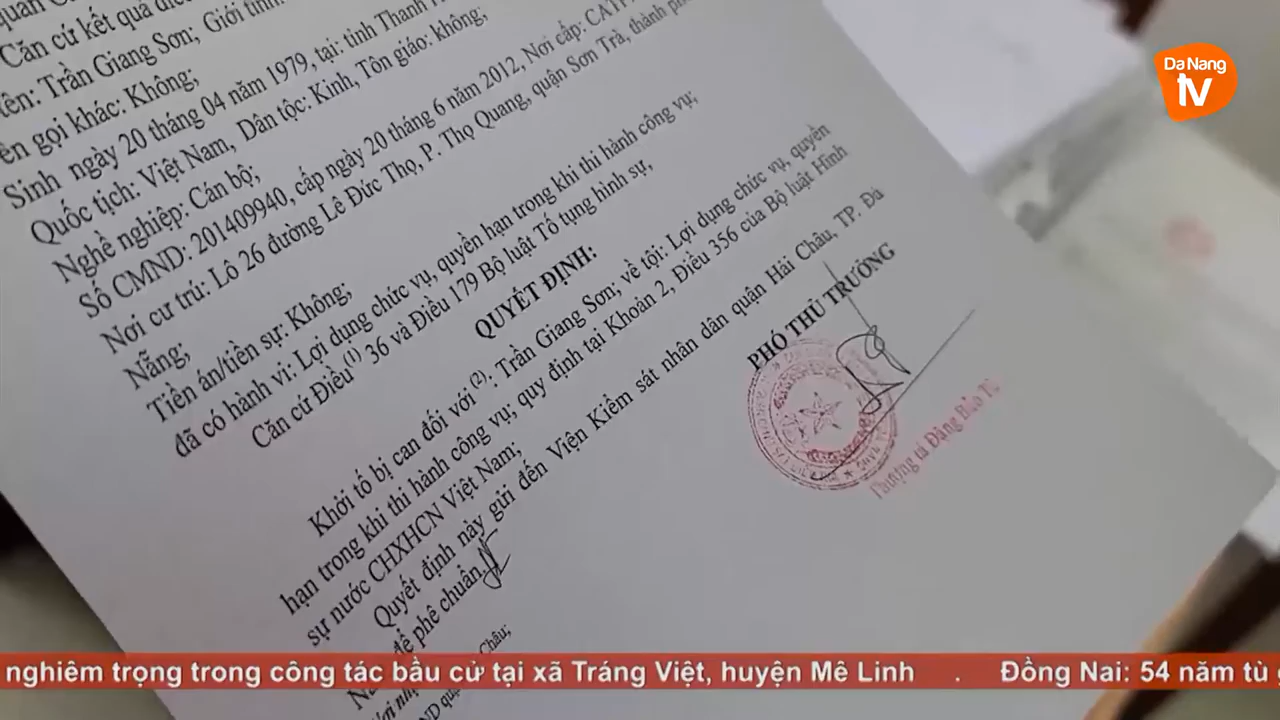 Căn cứ kết quả
tên: Trần Giang Sơn; Giới tính:
ên gọi khác: Không;
Sinh ngày 20 tháng 04 năm 1979, tại: tỉnh Thanh
Quốc tịch: Việt Nam, Dân tộc: Kinh, Tôn giáo: không;
Nghề nghiệp: Cán bộ;
Số CMND: 201409940, cấp ngày 20 tháng 6 năm 2012, Nơi cấp:
Nơi cư trú: Lô 26 đường Lê Đức Thọ, P. Thọ Quang, quận Sơn Trà, thành
Nẵng;
Tiền án/tiền sự: Không;
đã có hành vi: Lợi dụng chức vụ, quyền hạn trong khi thi hành công vụ;
Căn cứ Điều(1) 36 và Điều 179 Bộ luật Tố tụng hình sự,
QUYẾT ĐỊNH:
Khởi tố bị can đối với(2): Trần Giang Sơn; về tội: Lợi dụng chức vụ, quyền
hạn trong khi thi hành công vụ; quy định tại Khoản 2, Điều 356 của Bộ luật Hình
sự nước CHXHCN Việt Nam;
Quyết định này gửi đến Viện Kiểm sát nhân dân quận Hải Châu, TP. Đà
để phê chuẩn
PHÓ THỦ TRƯỞNG
Thượng tá Đặng Bảo
Châu;
Da Nang
tv
nghiêm trọng trong công tác bầu cử tại xã Tráng Việt, huyện Mê Linh . Đồng Nai: 54 năm tù